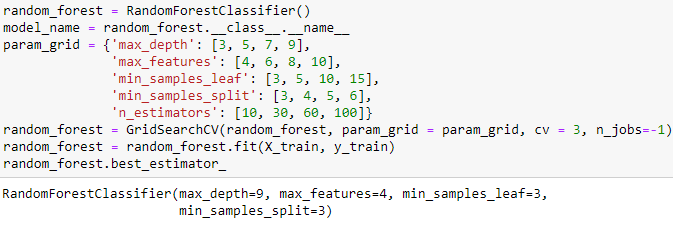 random_forest = RandomForestClassifier()
model_name = random_forest.__class__.__name__
param_grid = {'max_depth': [3, 5, 7, 9],
'max_features': [4, 6, 8, 10],
'min_samples_leaf': [3, 5, 10, 15],
'min_samples_split': [3, 4, 5, 6],
'n_estimators': [10, 30, 60, 100]}
random_forest = GridSearchCV(random_forest, param_grid = param_grid, cv = 3, n_jobs=-1)
random_forest = random_forest.fit(X_train, y_train)
random_forest.best_estimator_
RandomForestClassifier(max_depth=9, max_features=4, min_samples_leaf=3,
min_samples_split=3)